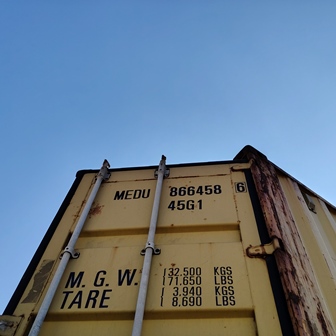 MEDU 866458 6
45G1
M.G.W. 32.500 KGS
71.650 LBS
TARE 3.940 KGS
8.690 LBS